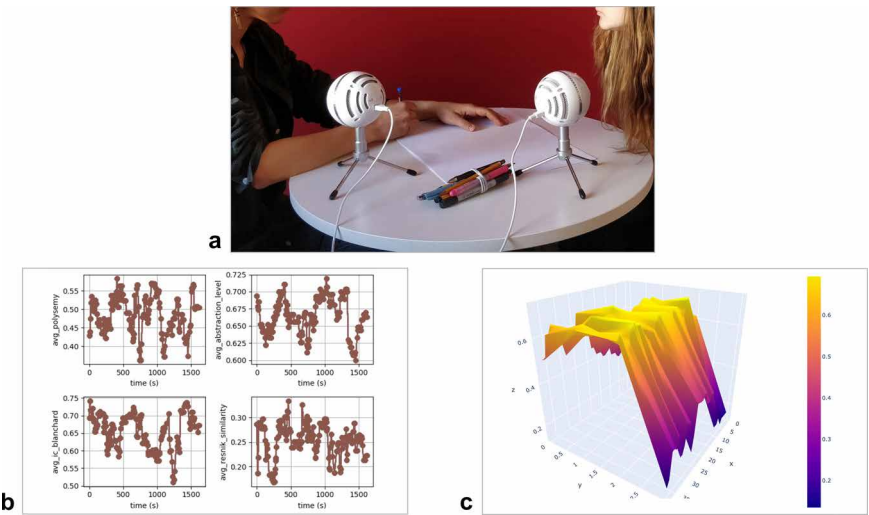 a
b
avg_polysemy
0.55
0.50
0.45
0.40
0 500 1000 1500
time (s)
avg_abstraction_level
0.725
0.700
0.675
0.650
0.625
0.600
0 500 1000 1500
time (s)
avg_ic_blanchard
0.75
0.70
0.65
0.60
0.55
0.50
0 500 1000 1500
time (s)
avg_resnik_similarity
0.30
0.25
0.20
0 500 1000 1500
time (s)
c
z
0.6
0.4
0.2
0
0.5
1
1.5
2
2.5
y
0
5
10
15
20
25
30
x
0.6
0.5
0.4
0.3
0.2